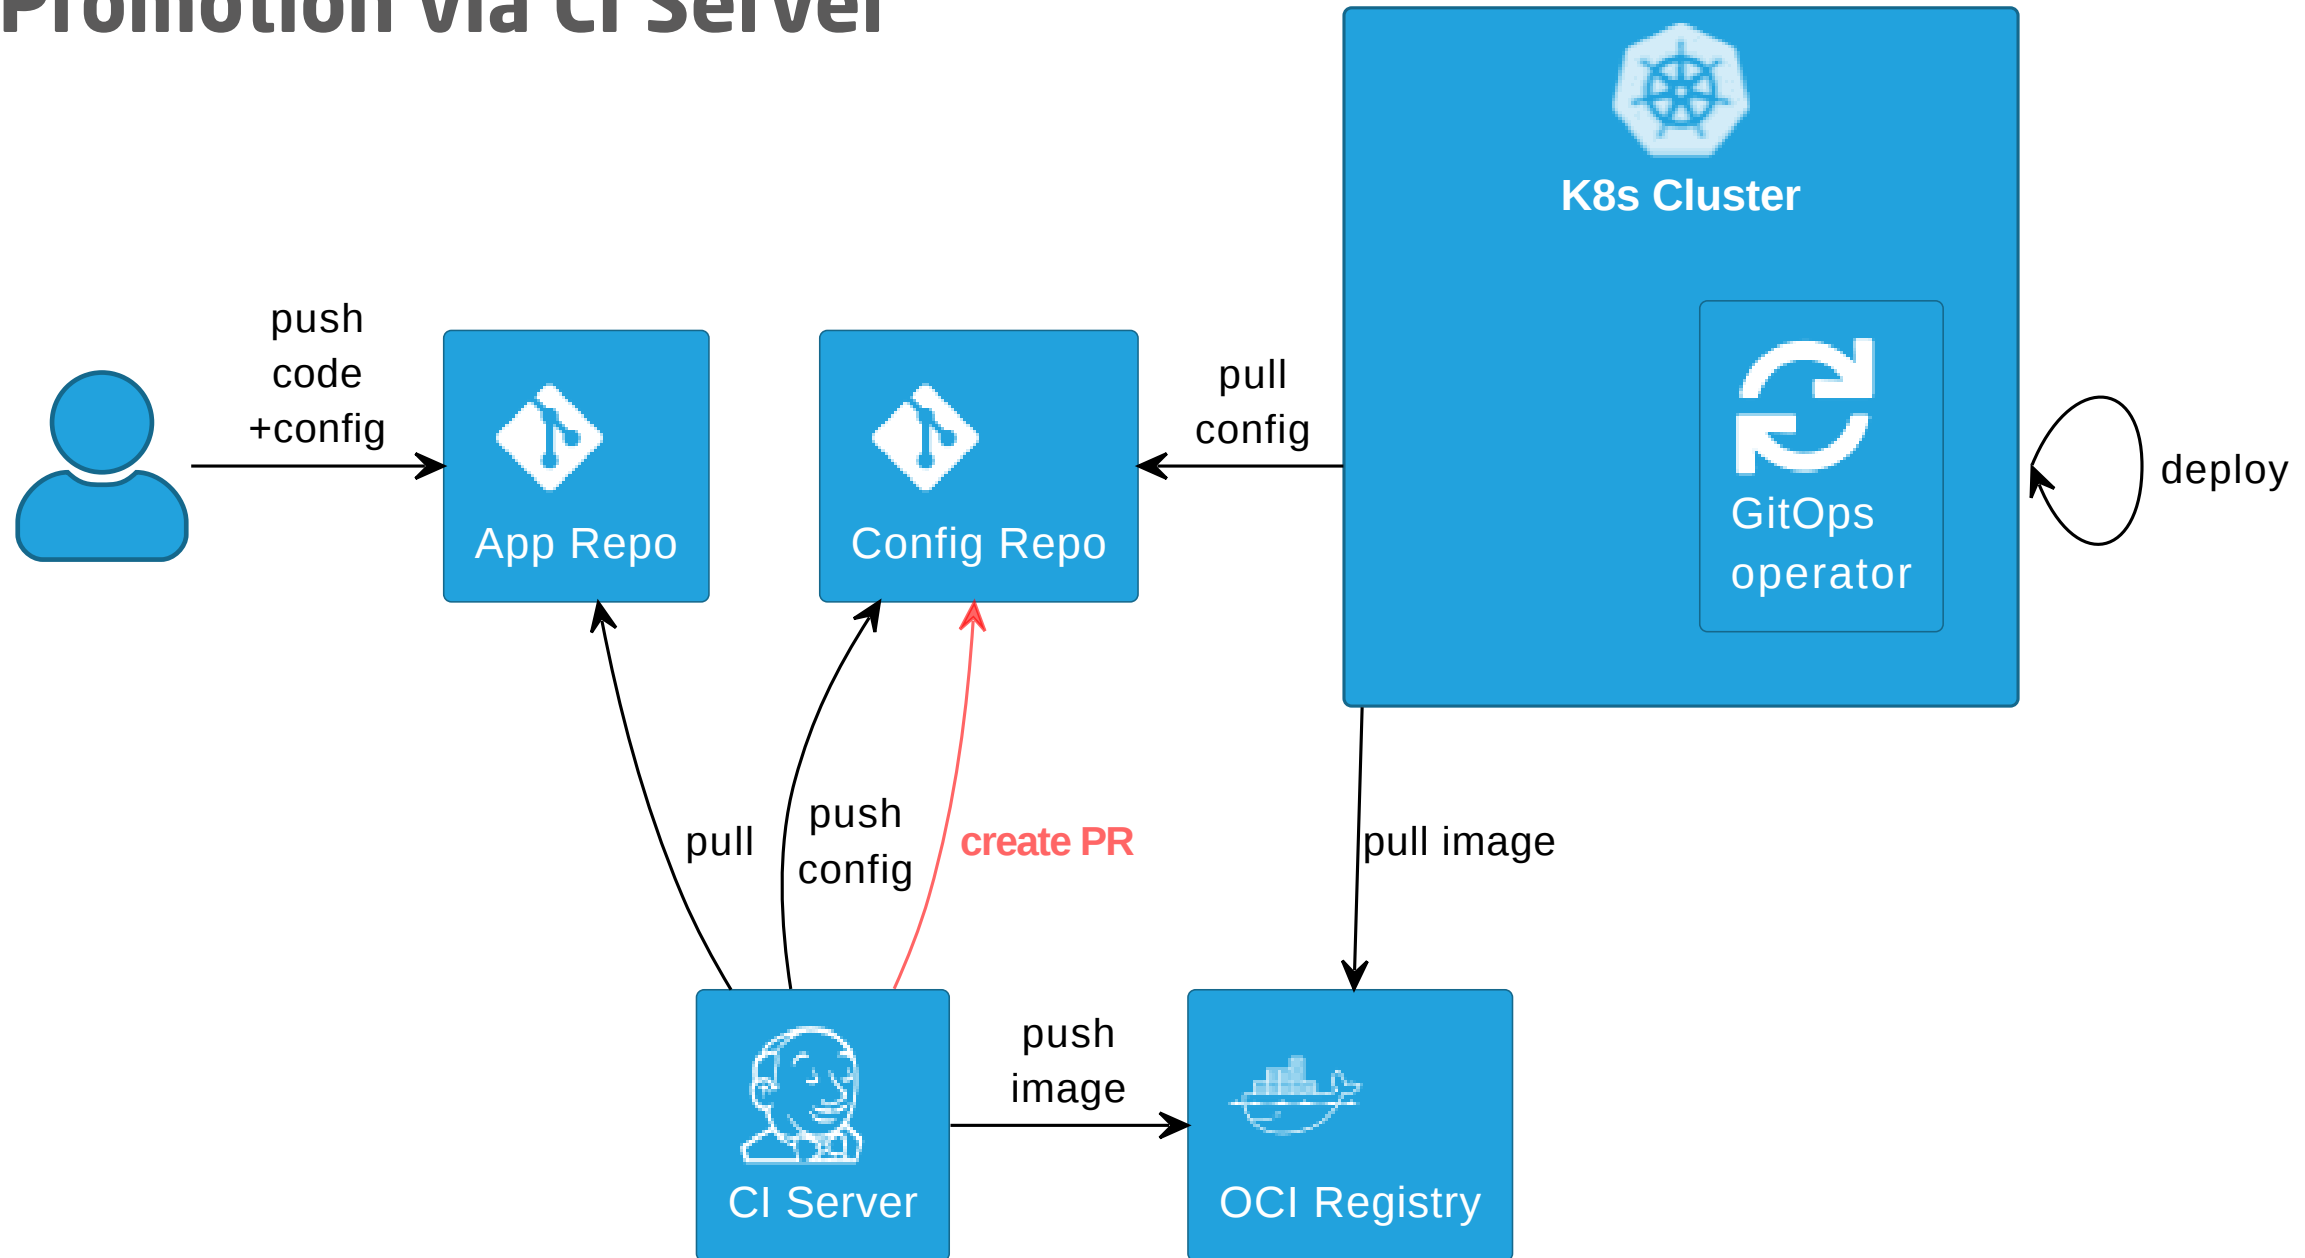 Promotion via CI Server
K8s Cluster
push
code
+config
App Repo
Config Repo
pull
config
GitOps
operator
deploy
pull
push
config
create PR
pull image
push
image
CI Server
OCI Registry